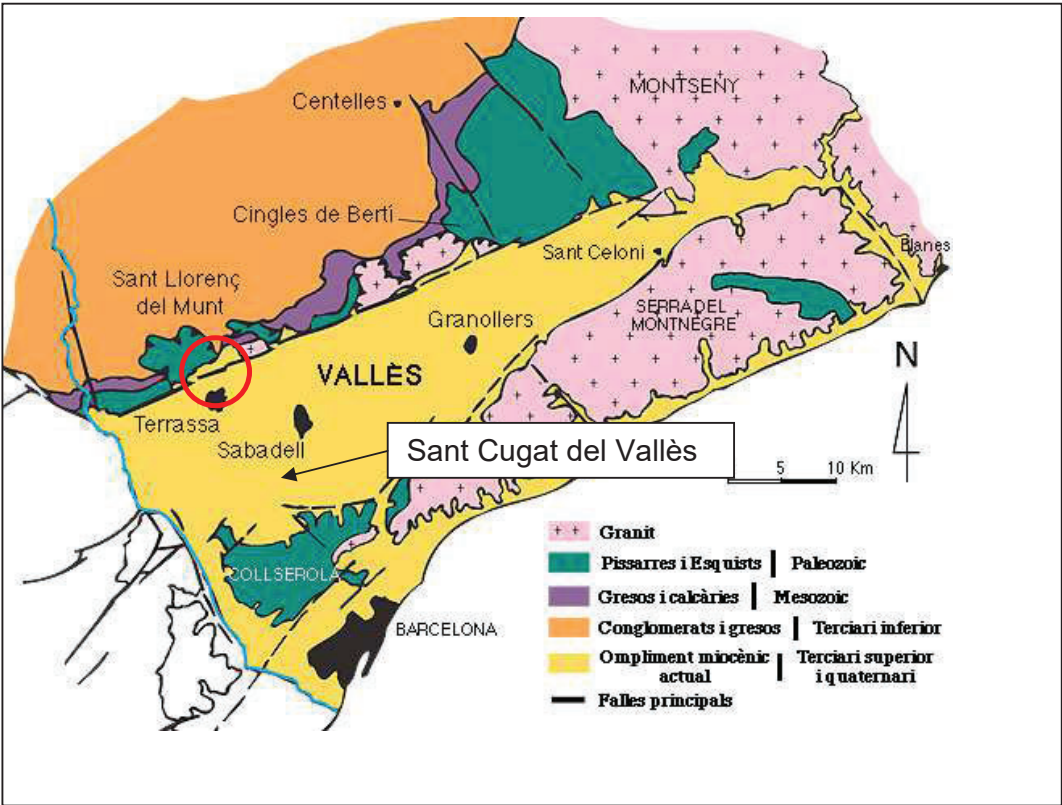 MONTSENY
Centelles
Cingles de Bertí
Blanes
Sant Celoni
Sant Llorenç
del Munt
SERRA DEL
MONTNEGRE
Granollers
N
VALLÈS
Terrassa
Sabadell
Sant Cugat del Vallès
5 10 Km
Granit
Pissarres i Esquists | Paleozoic
COLLSEROLA
Gresos i calcàries | Mesozoic
BARCELONA
Conglomerats i gresos | Terciari inferior
Ompliment miocènic | Terciari superior
actual i quaternari
Falles principals